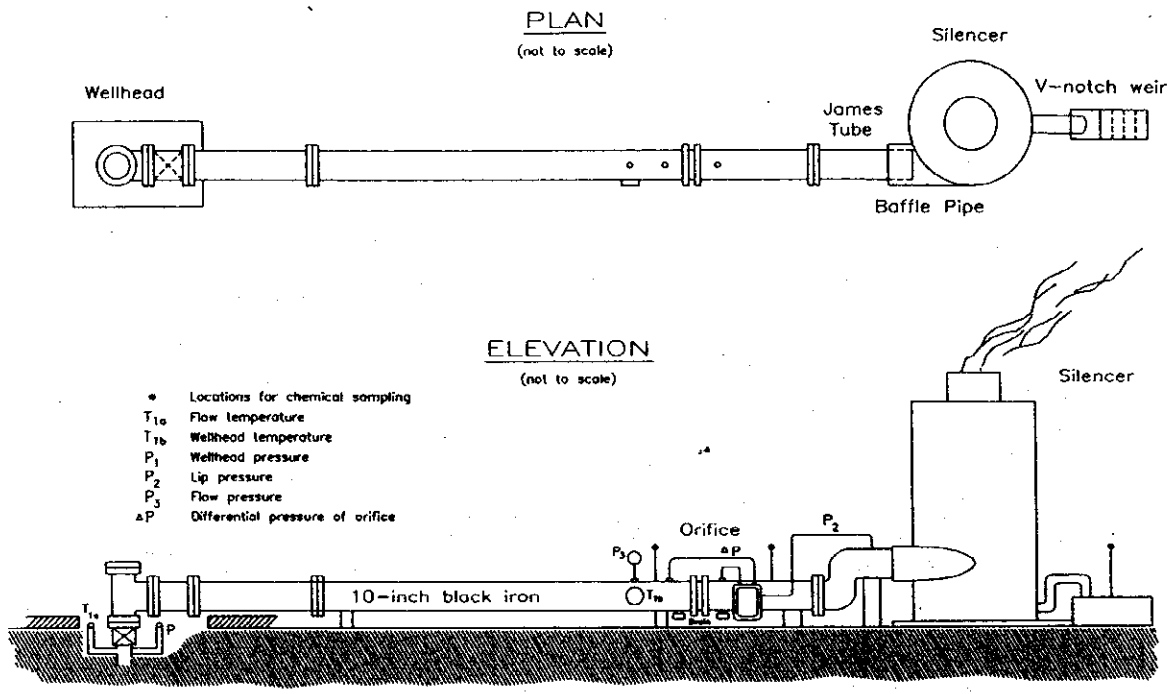 PLAN
(not to scale)
Silencer
Wellhead
V-notch weir
James
Tube
Baffle Pipe
ELEVATION
(not to scale)
Silencer
* Locations for chemical sampling
T1a Flow temperature
T1b Wellhead temperature
P1 Wellhead pressure
P2 Lip pressure
P3 Flow pressure
ΔP Differential pressure of orifice
Orifice
P2
P3
ΔP
10-inch black iron
T1b
T1a
P